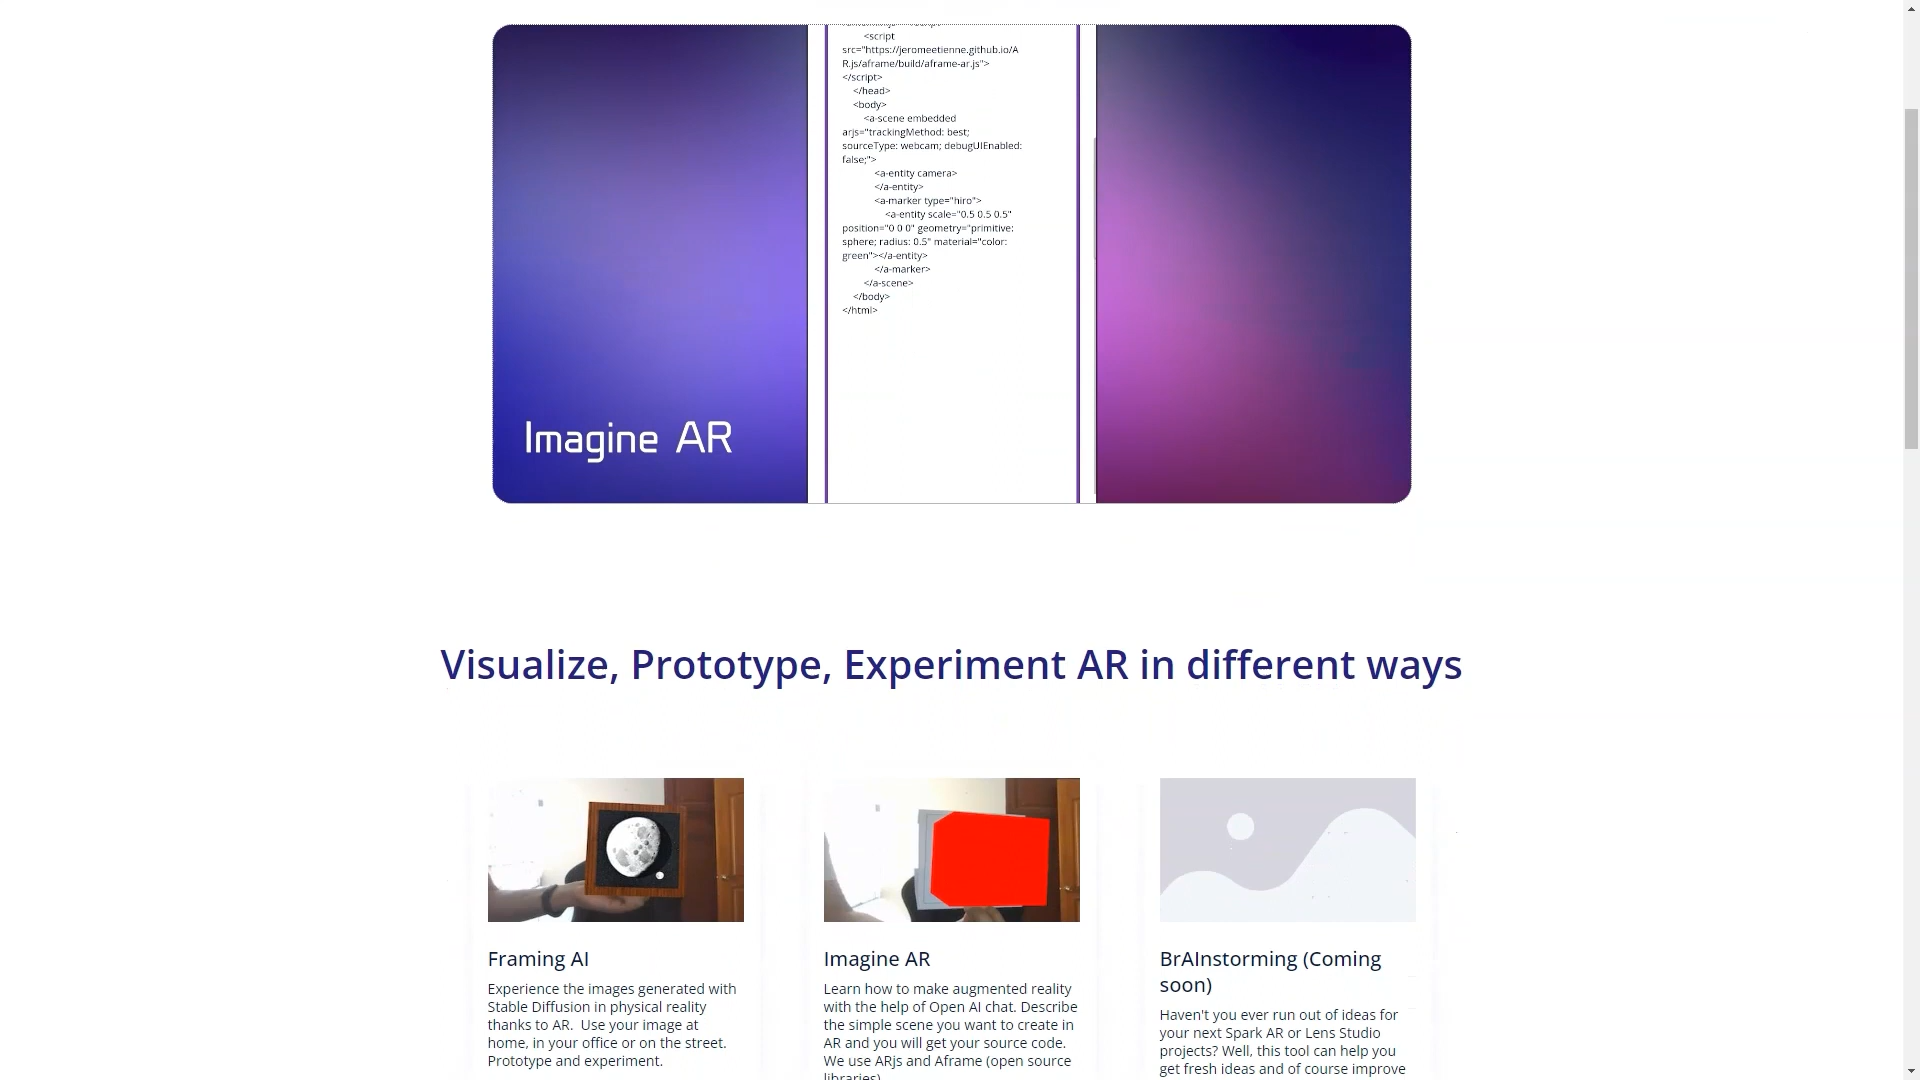 <script
src="https://jeromeetienne.github.io/A
R.js/aframe/build/aframe-ar.js">
</script>
</head>
<body>
<a-scene embedded
arjs="trackingMethod: best;
sourceType: webcam; debugUIEnabled:
false;">
<a-entity camera>
</a-entity>
<a-marker type="hiro">
<a-entity scale="0.5 0.5 0.5"
position="0 0 0" geometry="primitive:
sphere; radius: 0.5" material="color:
green"></a-entity>
</a-marker>
</a-scene>
</body>
</html>
Imagine AR
Visualize, Prototype, Experiment AR in different ways
Framing AI
Experience the images generated with
Stable Diffusion in physical reality
thanks to AR. Use your image at
home, in your office or on the street.
Prototype and experiment.
Imagine AR
Learn how to make augmented reality
with the help of Open AI chat. Describe
the simple scene you want to create in
AR and you will get your source code.
We use ARjs and Aframe (open source
libraries)
BrAInstorming (Coming
soon)
Haven't you ever run out of ideas for
your next Spark AR or Lens Studio
projects? Well, this tool can help you
get fresh ideas and of course improve